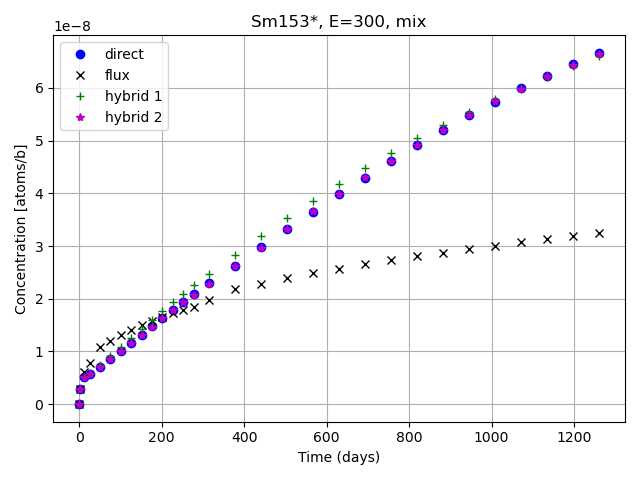 Sm153*, E=300, mix
1e−8
direct
flux
hybrid 1
hybrid 2
Concentration [atoms/b]
6
5
4
3
2
1
0
0 200 400 600 800 1000 1200
Time (days)